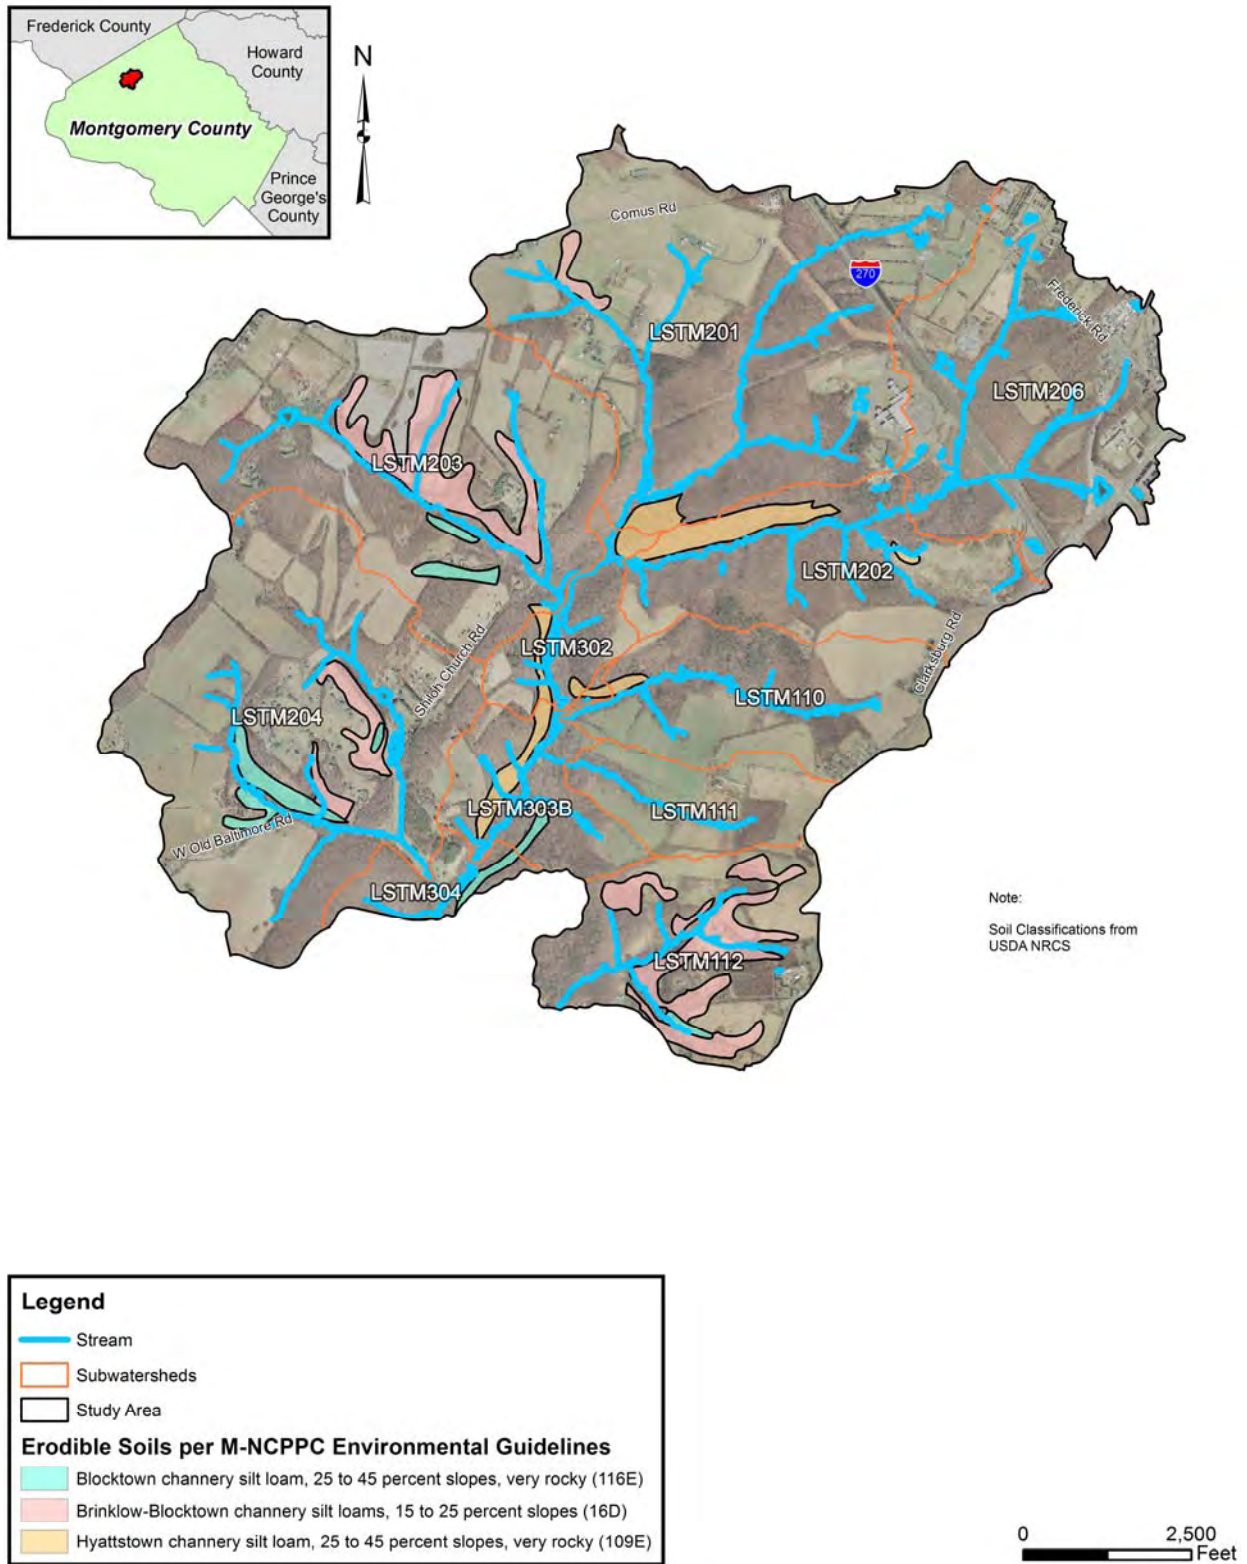 Frederick County
Howard
County
Montgomery County
Prince
George's
County
N
Comus Rd
270
Frederick Rd
LSTM201
LSTM206
LSTM203
LSTM202
Clarksburg Rd
Shiloh Church Rd
LSTM302
LSTM110
LSTM204
LSTM303B
LSTM111
W Old Baltimore Rd
LSTM304
LSTM112
Note:
Soil Classifications from
USDA NRCS
Legend
Stream
Subwatersheds
Study Area
Erodible Soils per M-NCPPC Environmental Guidelines
Blocktown channery silt loam, 25 to 45 percent slopes, very rocky (116E)
Brinklow-Blocktown channery silt loams, 15 to 25 percent slopes (16D)
Hyattstown channery silt loam, 25 to 45 percent slopes, very rocky (109E)
0 2,500
Feet